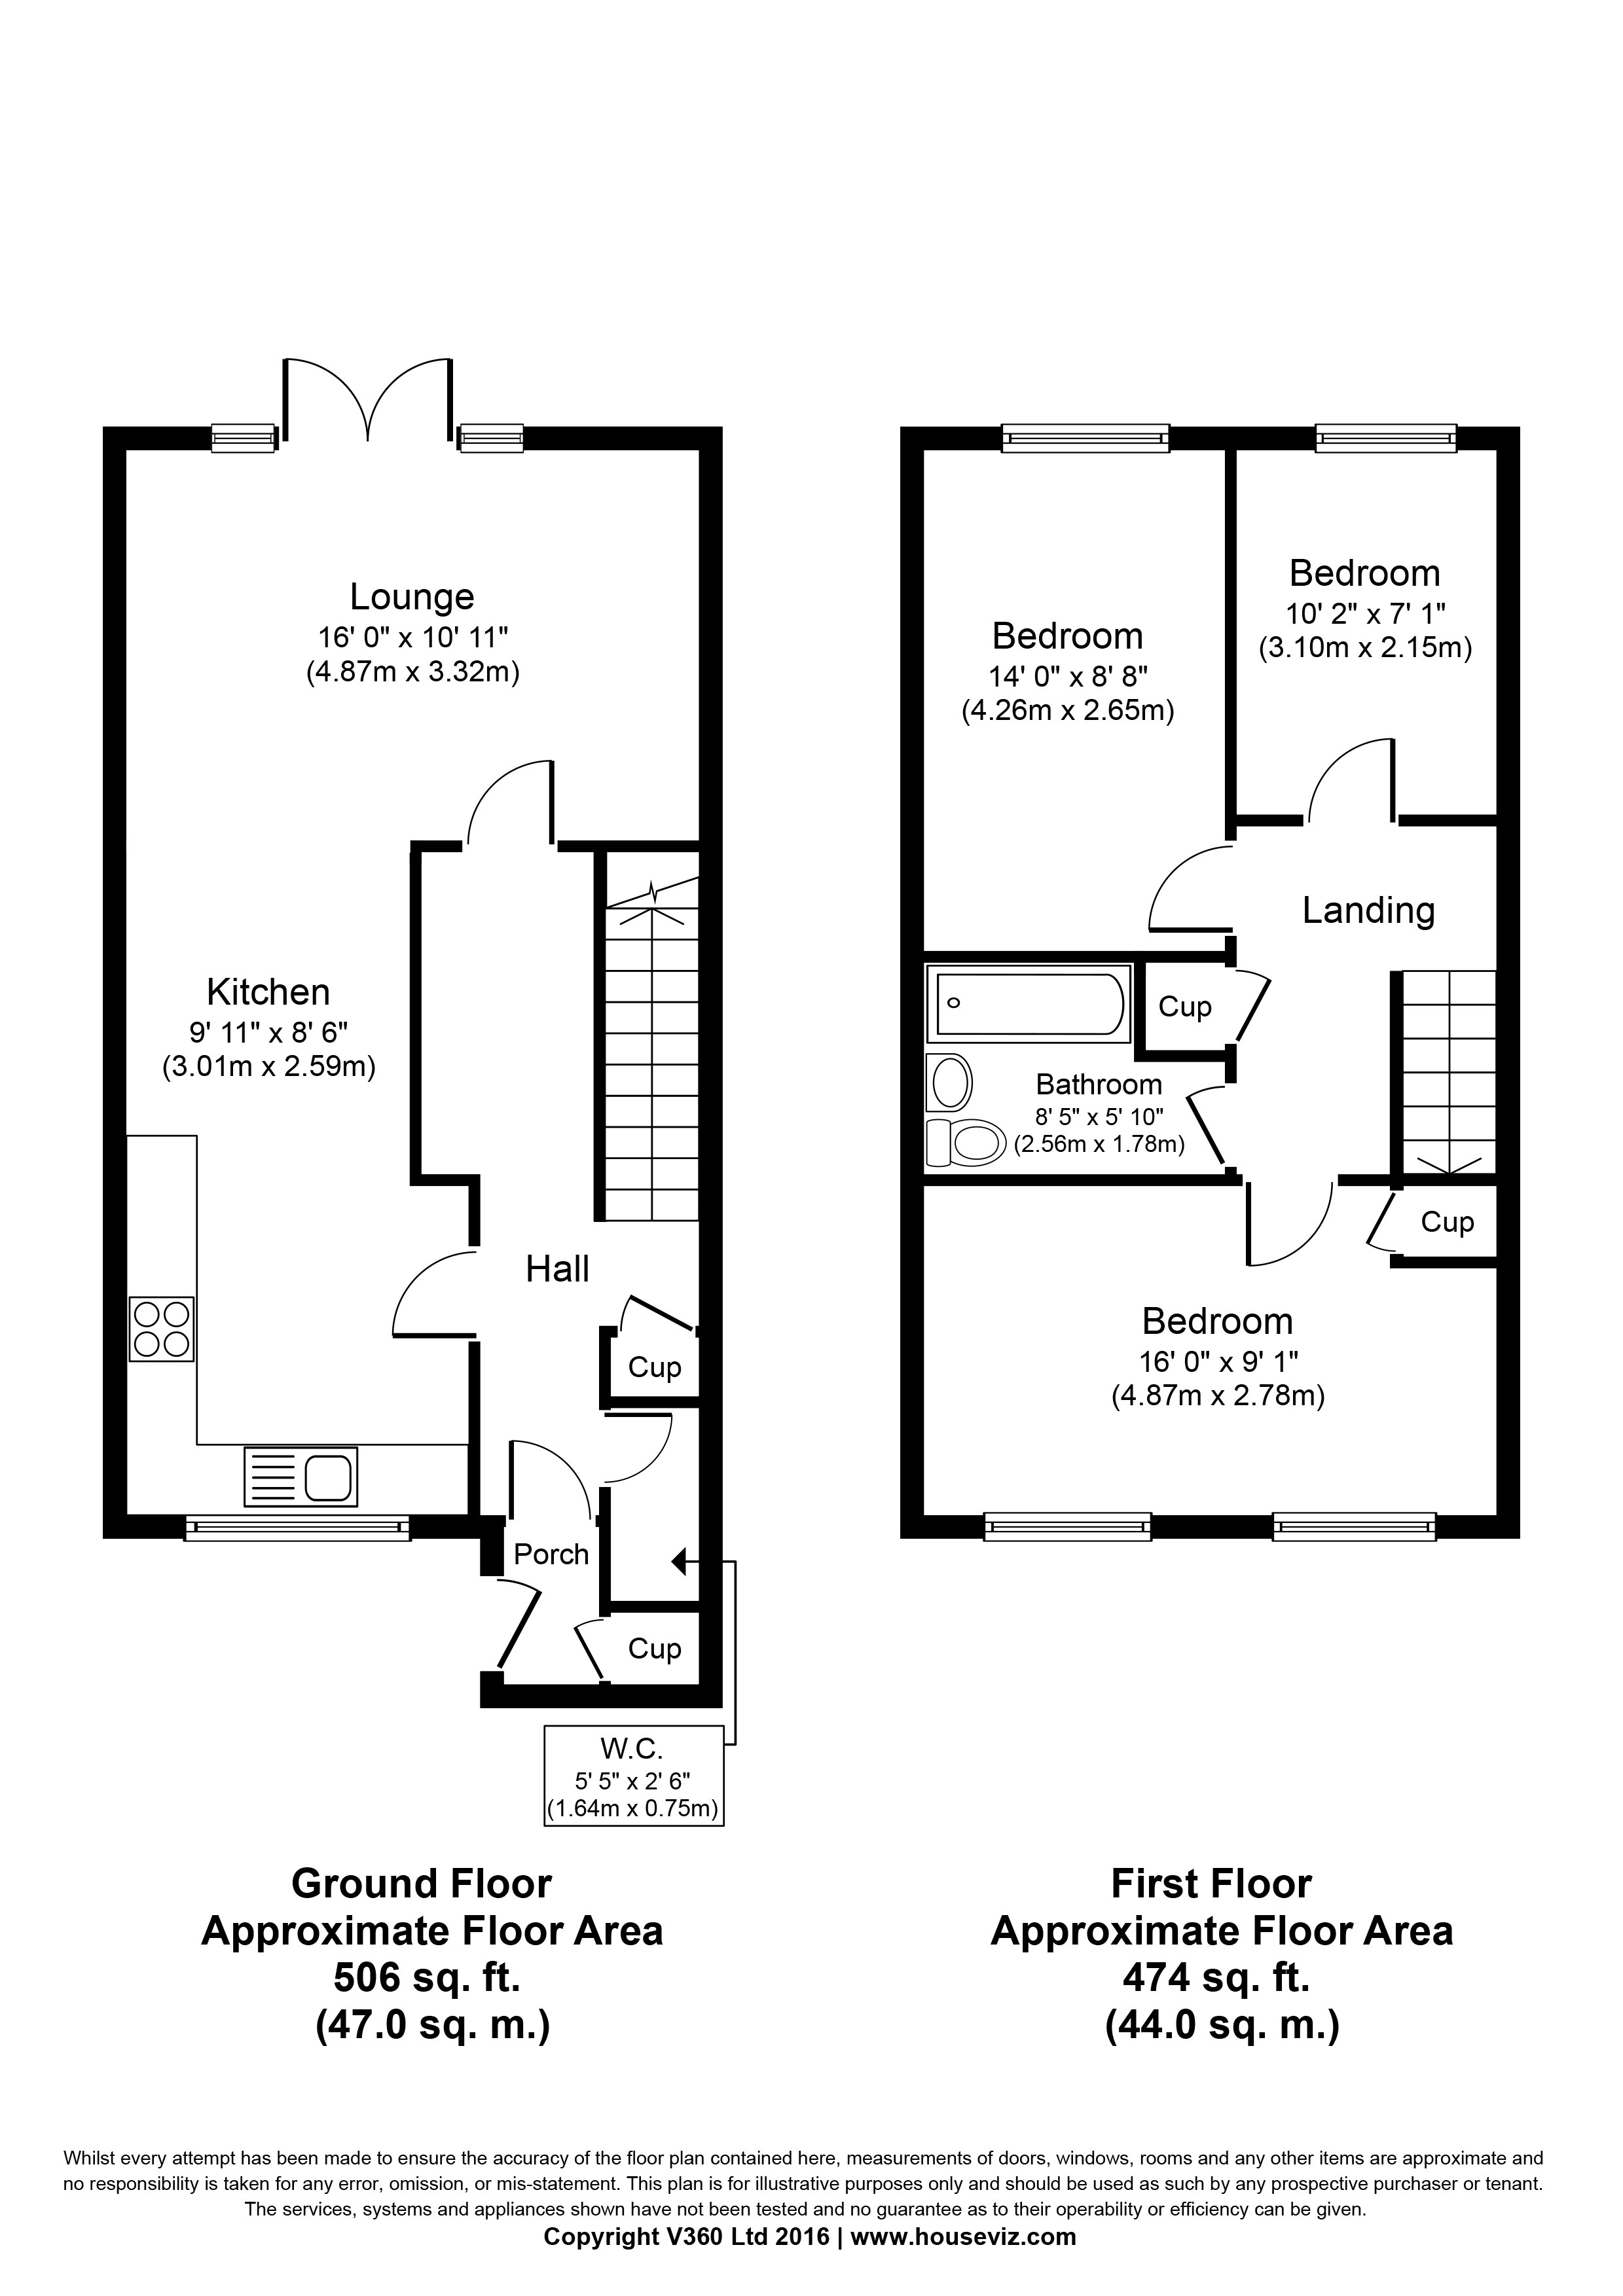 Lounge
16' 0" x 10' 11"
(4.87m x 3.32m)
Kitchen
9' 11" x 8' 6"
(3.01m x 2.59m)
Hall
Cup
Porch
Cup
W.C.
5' 5" x 2' 6"
(1.64m x 0.75m)
Ground Floor
Approximate Floor Area
506 sq. ft.
(47.0 sq. m.)
Bedroom
14' 0" x 8' 8"
(4.26m x 2.65m)
Bedroom
10' 2" x 7' 1"
(3.10m x 2.15m)
Landing
Cup
Bathroom
8' 5" x 5' 10"
(2.56m x 1.78m)
Cup
Bedroom
16' 0" x 9' 1"
(4.87m x 2.78m)
First Floor
Approximate Floor Area
474 sq. ft.
(44.0 sq. m.)
Whilst every attempt has been made to ensure the accuracy of the floor plan contained here, measurements of doors, windows, rooms and any other items are approximate and
no responsibility is taken for any error, omission, or mis-statement. This plan is for illustrative purposes only and should be used as such by any prospective purchaser or tenant.
The services, systems and appliances shown have not been tested and no guarantee as to their operability or efficiency can be given.
Copyright V360 Ltd 2016 | www.houseviz.com